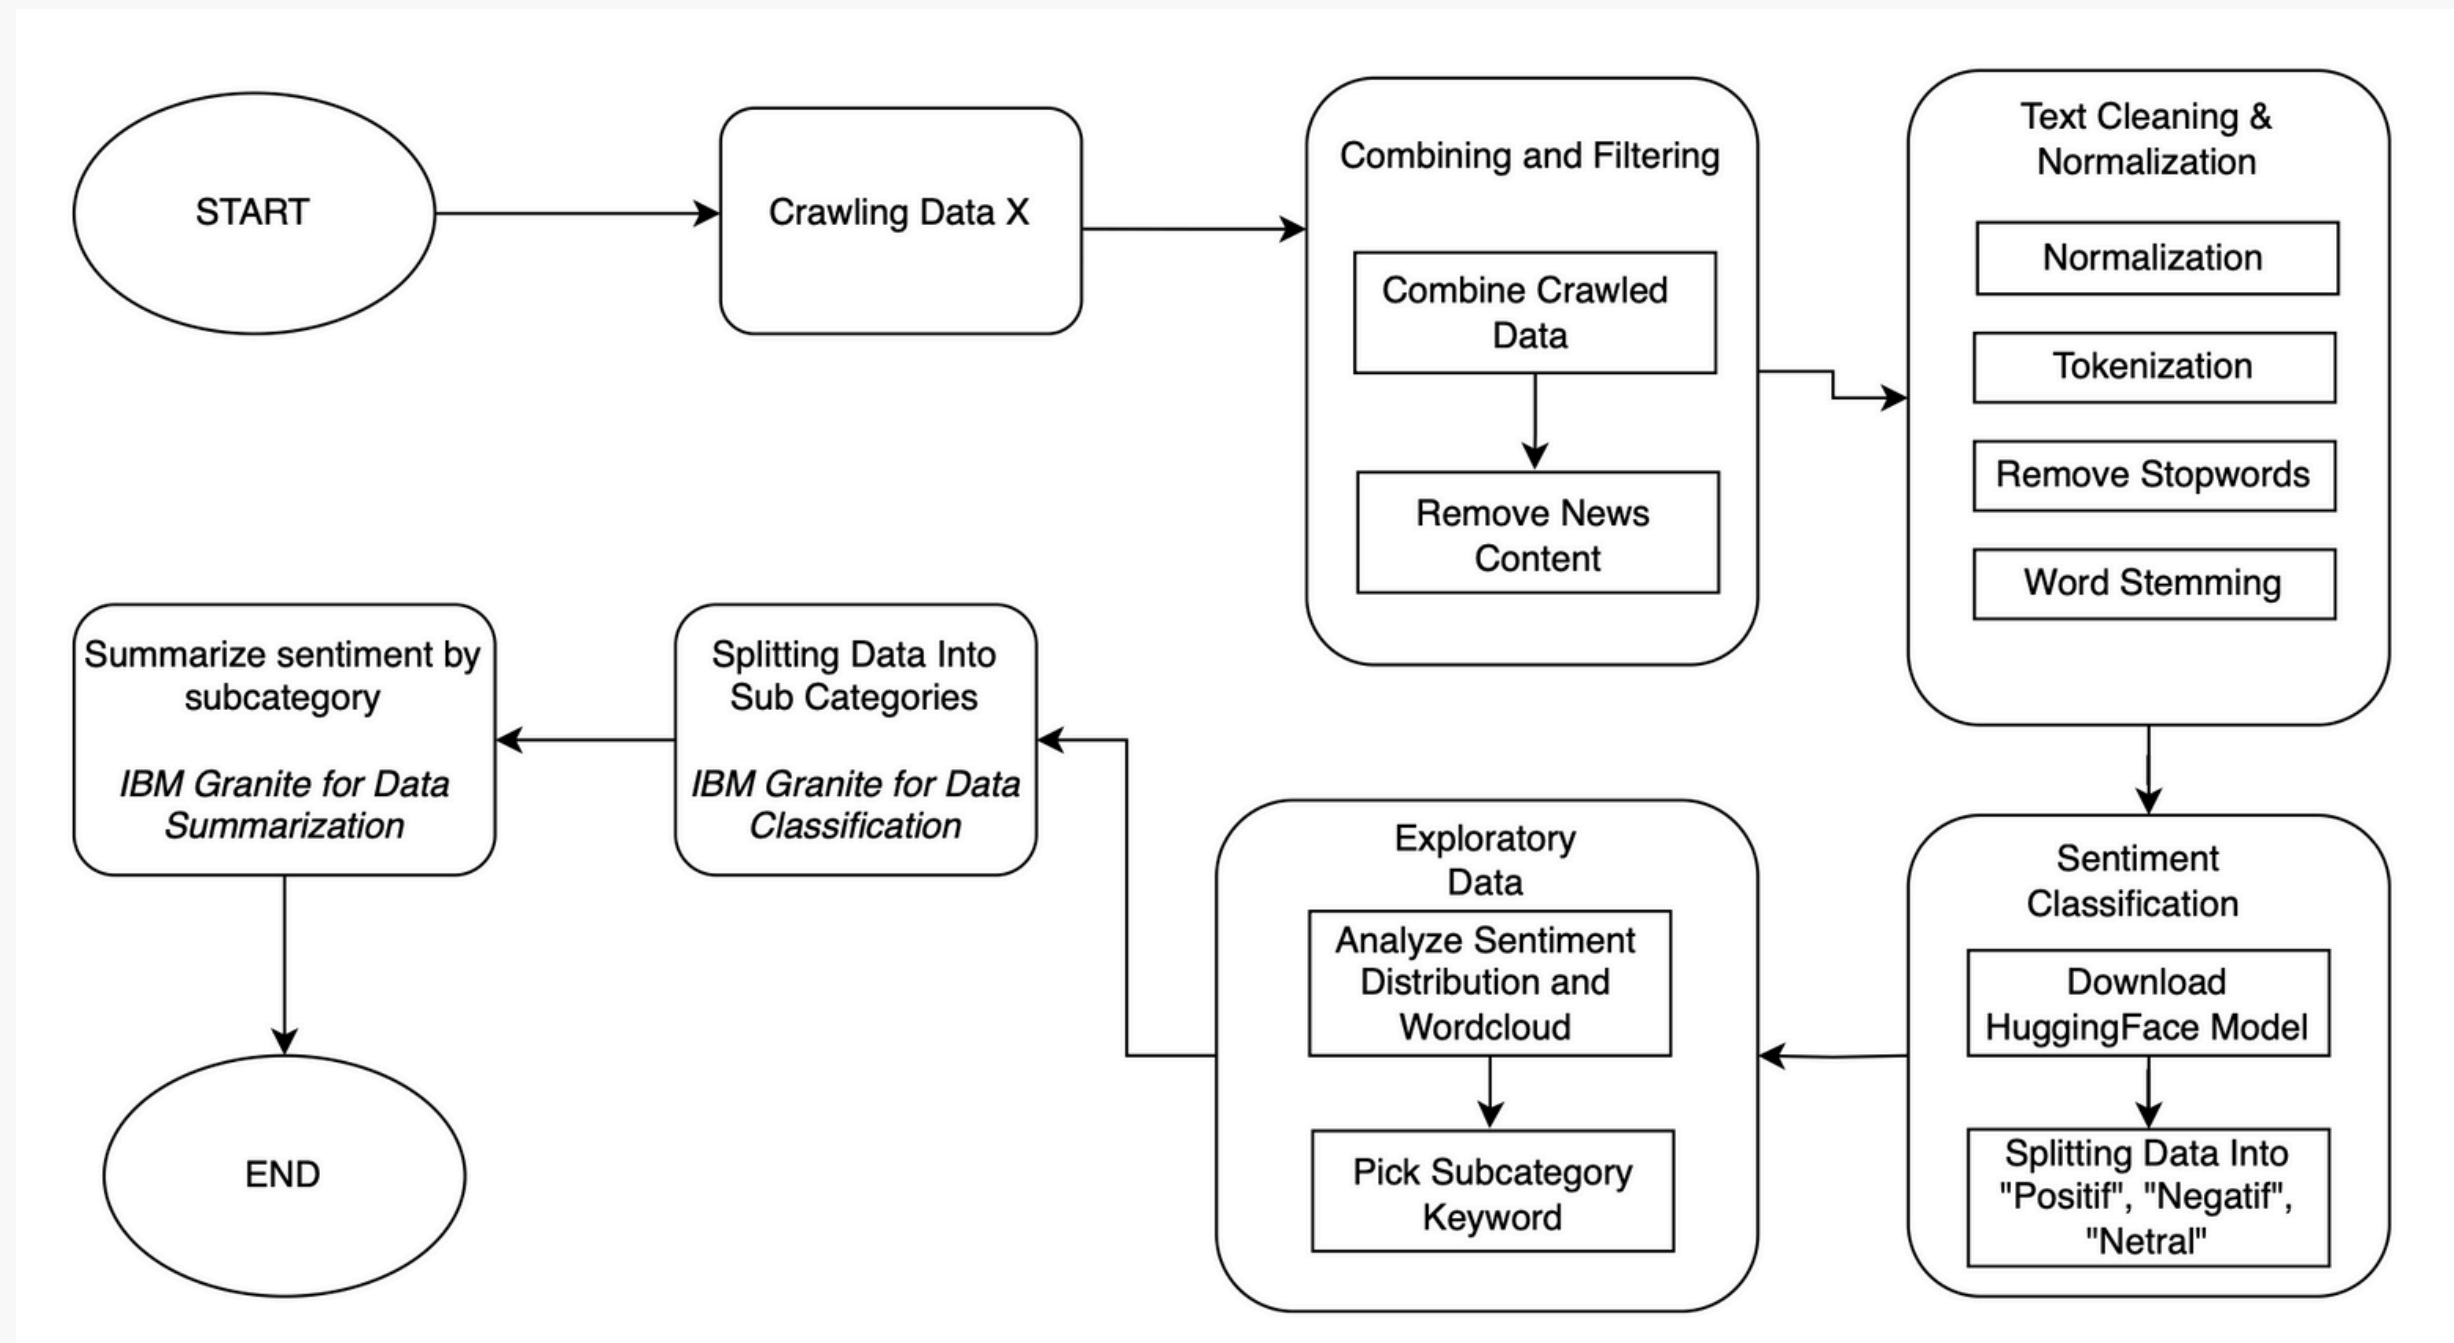 START
Crawling Data X
Combining and Filtering
Combine Crawled
Data
Remove News
Content
Text Cleaning &
Normalization
Normalization
Tokenization
Remove Stopwords
Word Stemming
Sentiment
Classification
Download
HuggingFace Model
Splitting Data Into
"Positif", "Negatif",
"Netral"
Exploratory
Data
Analyze Sentiment
Distribution and
Wordcloud
Pick Subcategory
Keyword
Splitting Data Into
Sub Categories
IBM Granite for Data
Classification
Summarize sentiment by
subcategory
IBM Granite for Data
Summarization
END